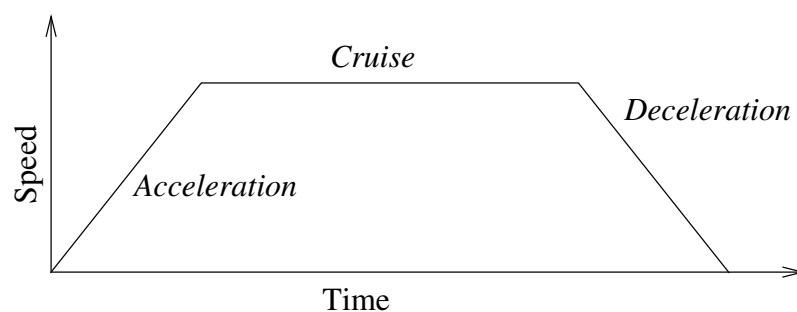 Cruise
Deceleration
Acceleration
Speed
Time